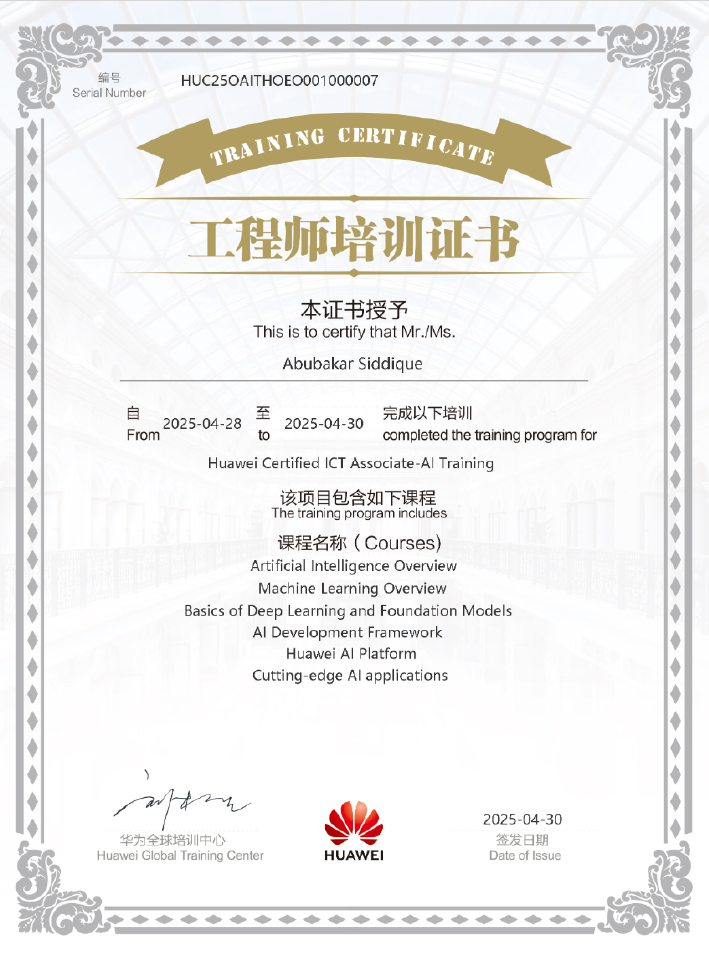 编号
Serial Number
HUC25OAITHOEO001000007
TRAINING CERTIFICATE
工程师培训证书
本证书授予
This is to certify that Mr./Ms.
Abubakar Siddique
自 2025-04-28 至 2025-04-30 完成以下培训
From to completed the training program for
Huawei Certified ICT Associate-AI Training
该项目包含如下课程
The training program includes
课程名称（Courses)
Artificial Intelligence Overview
Machine Learning Overview
Basics of Deep Learning and Foundation Models
AI Development Framework
Huawei AI Platform
Cutting-edge AI applications
华为全球培训中心
Huawei Global Training Center
HUAWEI
2025-04-30
签发日期
Date of Issue